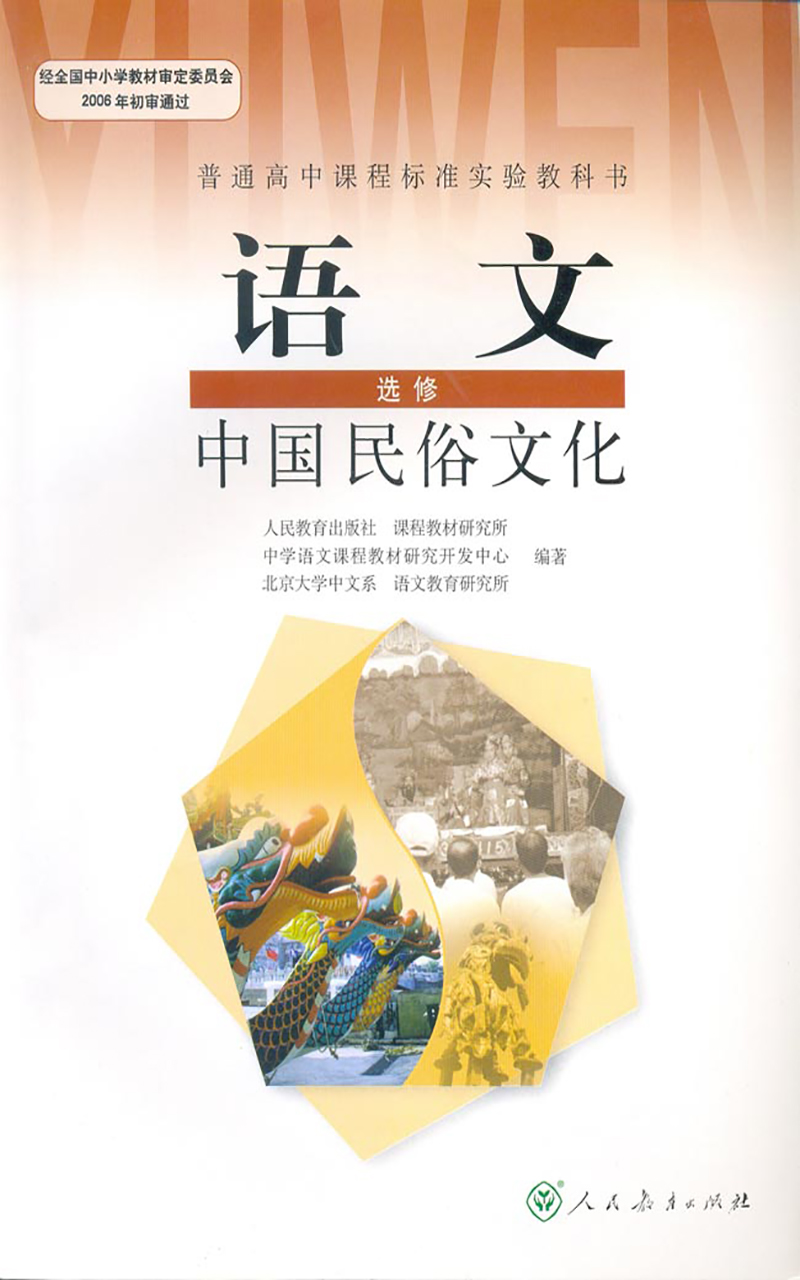 YUWEN
经全国中小学教材审定委员会
2006年初审通过
普通高中课程标准实验教科书
语文
选修
中国民俗文化
人民教育出版社 课程教材研究所
中学语文课程教材研究开发中心 编著
北京大学中文系 语文教育研究所
115
人民教育出版社